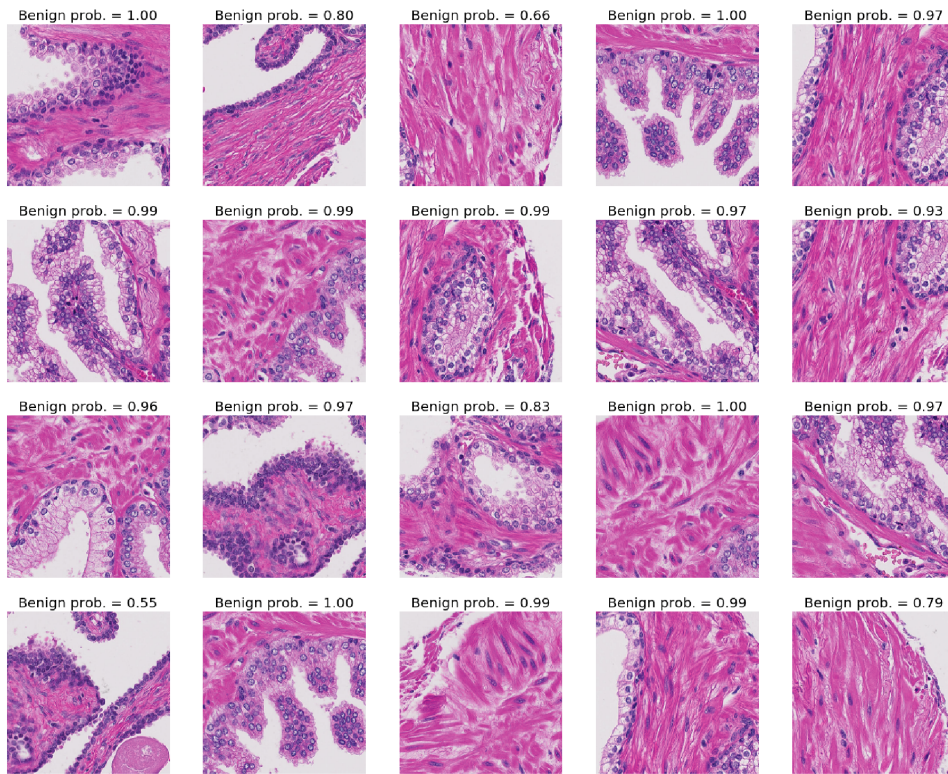 Benign prob. = 1.00
Benign prob. = 0.80
Benign prob. = 0.66
Benign prob. = 1.00
Benign prob. = 0.97
Benign prob. = 0.99
Benign prob. = 0.99
Benign prob. = 0.99
Benign prob. = 0.97
Benign prob. = 0.93
Benign prob. = 0.96
Benign prob. = 0.97
Benign prob. = 0.83
Benign prob. = 1.00
Benign prob. = 0.97
Benign prob. = 0.55
Benign prob. = 1.00
Benign prob. = 0.99
Benign prob. = 0.99
Benign prob. = 0.79